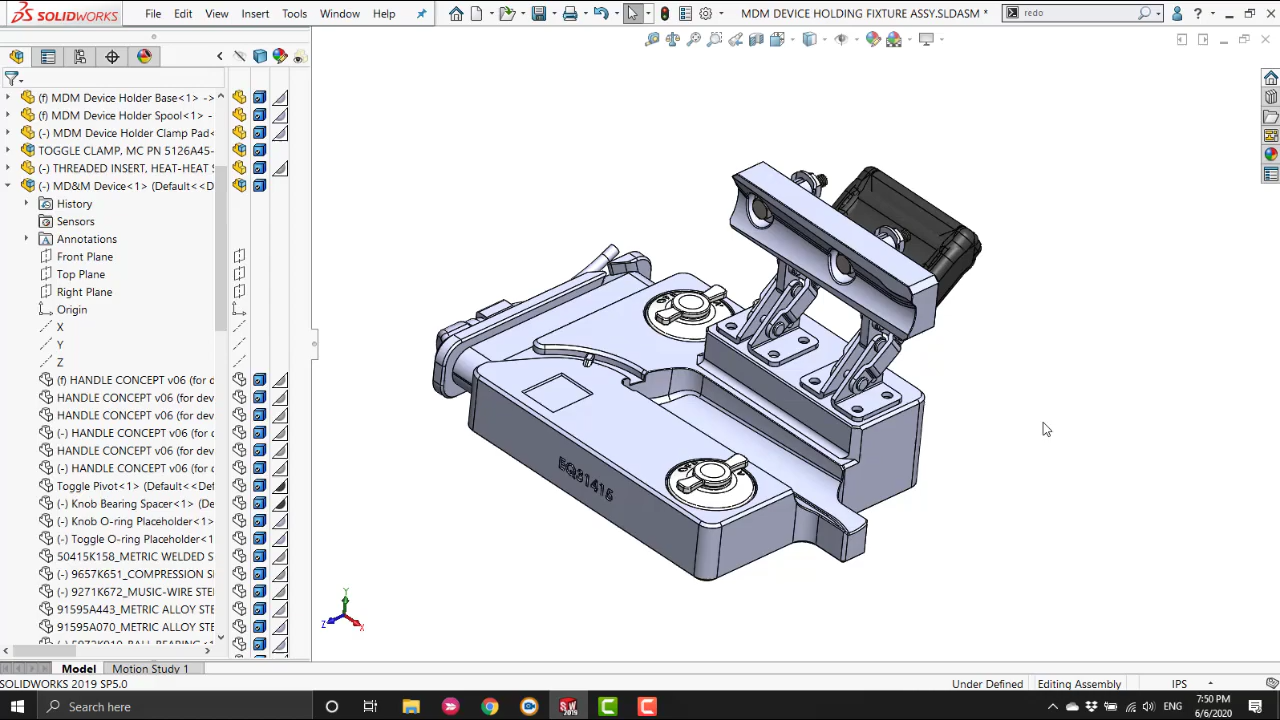 SOLIDWORKS
File Edit View Insert Tools Window Help
MDM DEVICE HOLDING FIXTURE ASSY.SLDASM *
redo
(f) MDM Device Holder Base<1> ->
(f) MDM Device Holder Spool<1> -
(-) MDM Device Holder Clamp Pad<
TOGGLE CLAMP, MC PN 5126A45-
(-) THREADED INSERT, HEAT-HEAT S
(-) MD&M Device<1> (Default<<D
History
Sensors
Annotations
Front Plane
Top Plane
Right Plane
Origin
X
Y
Z
(f) HANDLE CONCEPT v06 (for d
HANDLE CONCEPT v06 (for dev
HANDLE CONCEPT v06 (for dev
(-) HANDLE CONCEPT v06 (for d
HANDLE CONCEPT v06 (for dev
(-) HANDLE CONCEPT v06 (for d
Toggle Pivot<1> (Default<<De
(-) Knob Bearing Spacer<1> (D
(-) Knob O-ring Placeholder<1>
(-) Toggle O-ring Placeholder<1
50415K158_METRIC WELDED S
(-) 9657K651_COMPRESSION SI
(-) 9271K672_MUSIC-WIRE STE
91595A443_METRIC ALLOY STE
91595A070_METRIC ALLOY STE
EQ81416
Y
Z X
Model Motion Study 1
SOLIDWORKS 2019 SP5.0
Under Defined Editing Assembly IPS
Search here
7:50 PM
6/6/2020